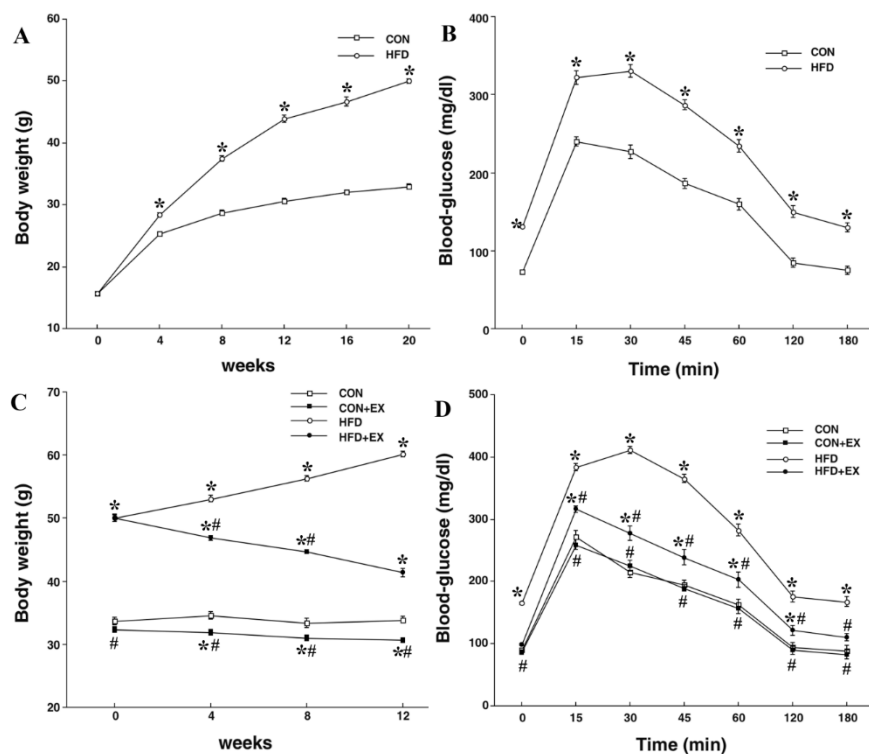 A
Body weight (g)
60
50
40
30
20
10
CON
HFD
*
*
*
*
*
0 4 8 12 16 20
weeks
B
Blood-glucose (mg/dl)
400
300
200
100
0
CON
HFD
*
*
*
*
*
*
*
0 15 30 45 60 120 180
Time (min)
C
Body weight (g)
70
60
50
40
30
20
CON
CON+EX
HFD
HFD+EX
*
*
*
*
*#
*#
*
#
*#
*#
*#
0 4 8 12
weeks
D
Blood-glucose (mg/dl)
500
400
300
200
100
0
CON
CON+EX
HFD
HFD+EX
*
*
*
*
*
*
*
*#
*#
*#
*#
*#
#
#
#
#
#
#
#
#
0 15 30 45 60 120 180
Time (min)